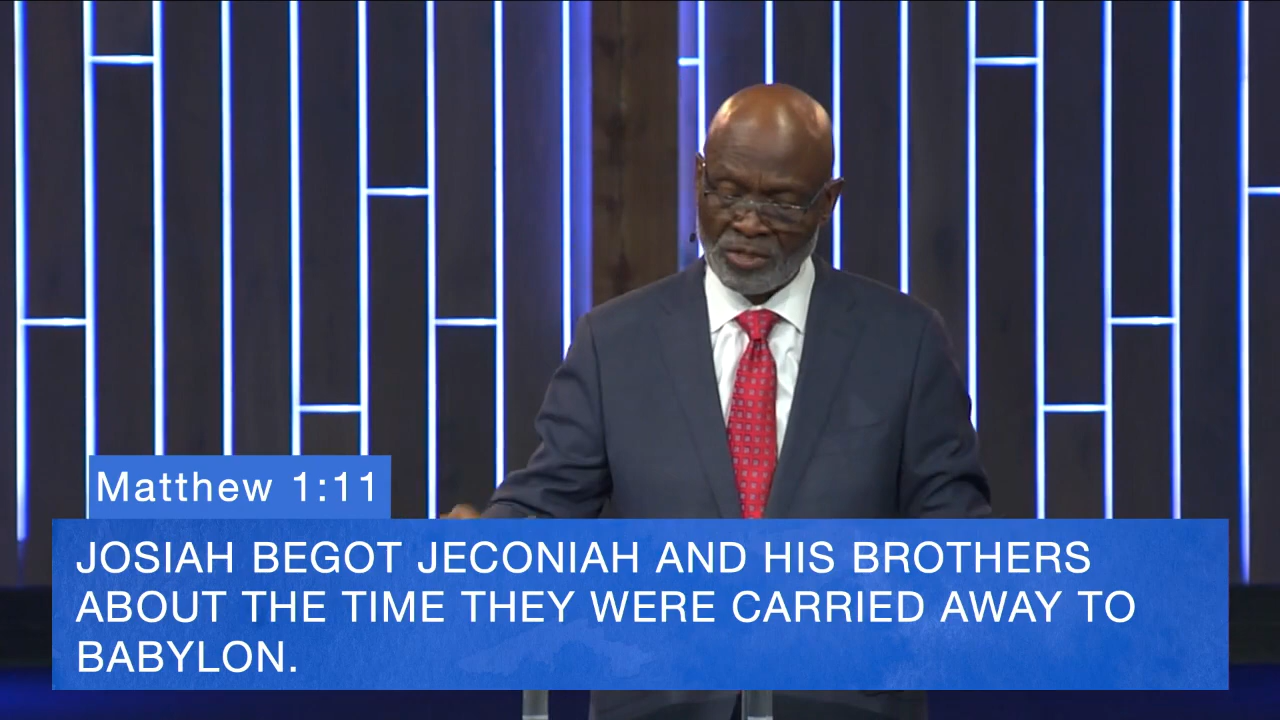 Matthew 1:11
JOSIAH BEGOT JECONIAH AND HIS BROTHERS
ABOUT THE TIME THEY WERE CARRIED AWAY TO
BABYLON.